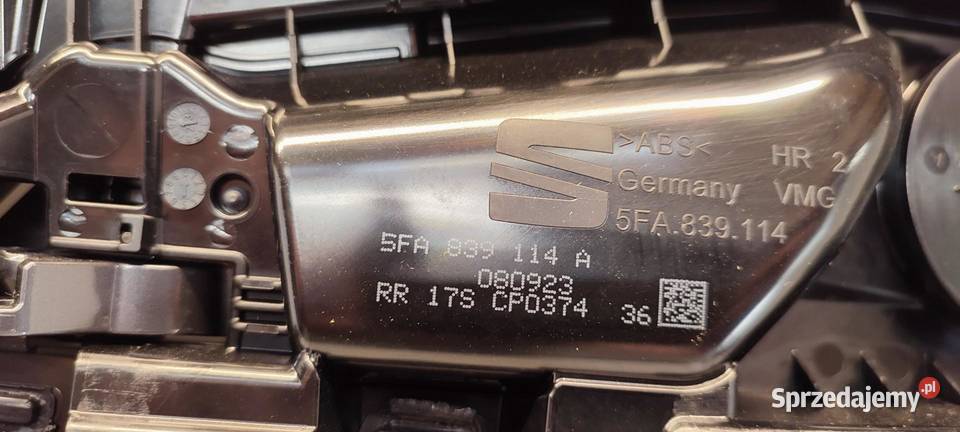 >ABS< HR 2
Germany VMG
5FA.839.114
5FA 839 114 A
080923
RR 17S CP0374 36
Sprzedajemy.pl